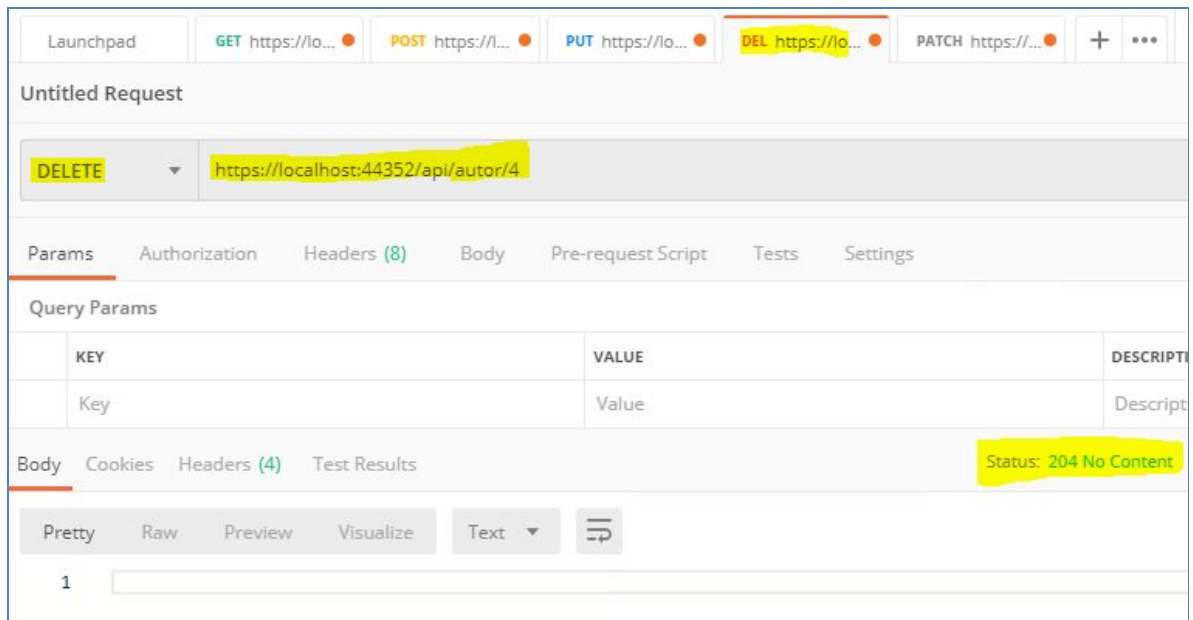 Launchpad GET https://lo... POST https://l... PUT https://lo... DEL https://lo... PATCH https://... + •••
Untitled Request
DELETE https://localhost:44352/api/autor/4
Params Authorization Headers (8) Body Pre-request Script Tests Settings
Query Params
KEY VALUE DESCRIPTI
Key Value Descript
Body Cookies Headers (4) Test Results Status: 204 No Content
Pretty Raw Preview Visualize Text
1